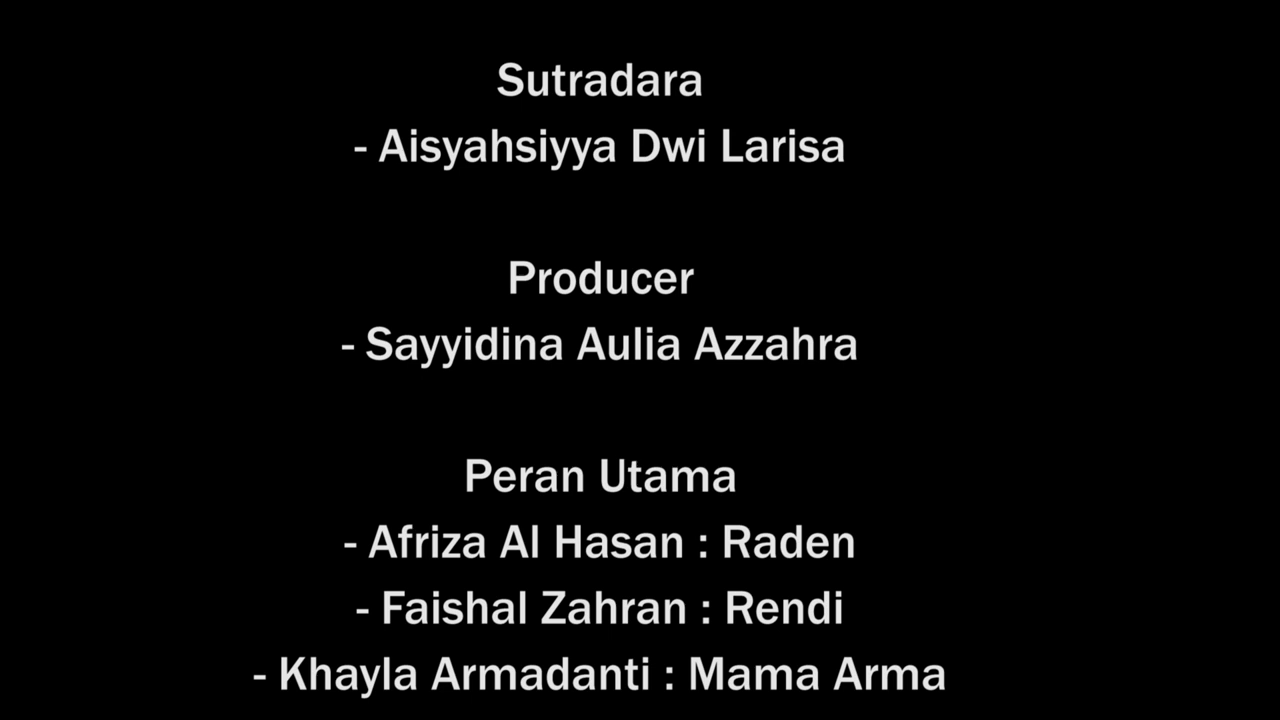 Sutradara
- Aisyahsiyya Dwi Larisa
Producer
- Sayyidina Aulia Azzahra
Peran Utama
- Afriza Al Hasan : Raden
- Faishal Zahran : Rendi
- Khayla Armadanti : Mama Arma